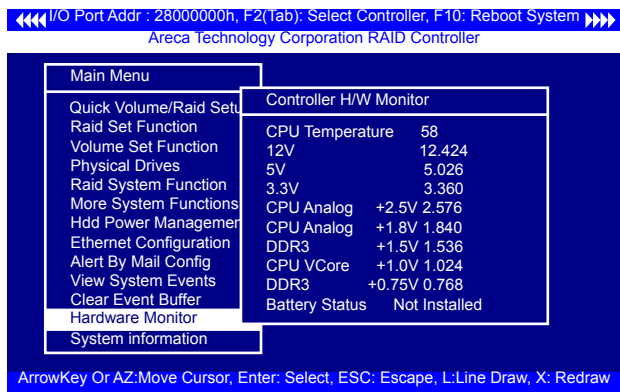 I/O Port Addr : 28000000h, F2(Tab): Select Controller, F10: Reboot System
Areca Technology Corporation RAID Controller
Main Menu
Quick Volume/Raid Setu
Raid Set Function
Volume Set Function
Physical Drives
Raid System Function
More System Functions
Hdd Power Managemen
Ethernet Configuration
Alert By Mail Config
View System Events
Clear Event Buffer
Hardware Monitor
System information
Controller H/W Monitor
CPU Temperature 58
12V 12.424
5V 5.026
3.3V 3.360
CPU Analog +2.5V 2.576
CPU Analog +1.8V 1.840
DDR3 +1.5V 1.536
CPU VCore +1.0V 1.024
DDR3 +0.75V 0.768
Battery Status Not Installed
ArrowKey Or AZ:Move Cursor, Enter: Select, ESC: Escape, L:Line Draw, X: Redraw